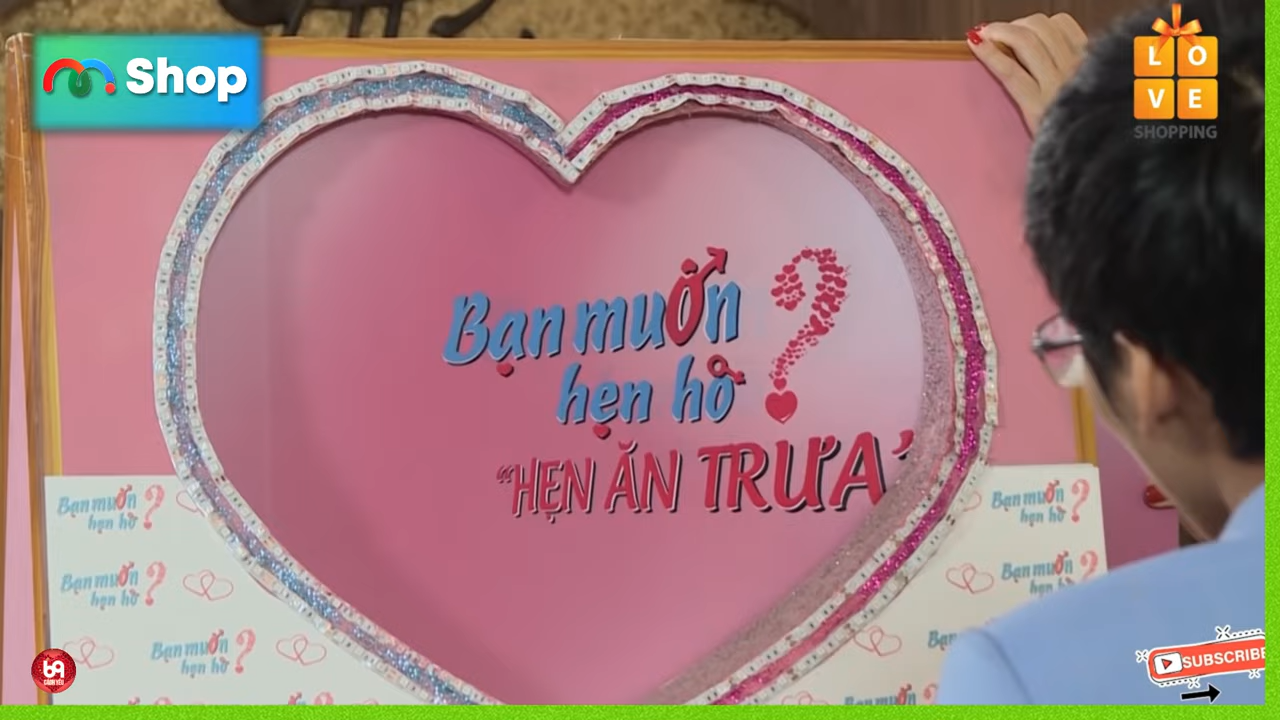 Shop
LOVE
SHOPPING
Bạn muốn
hẹn hò ?
"HẸN ĂN TRƯA'
Bạn muốn
hẹn hò ?
Bạn muốn
hẹn hò ?
Bạn muốn
hẹn hò ?
Bạn muốn
hẹn hò ?
Bạn muốn
hẹn hò ?
SUBSCRIBE